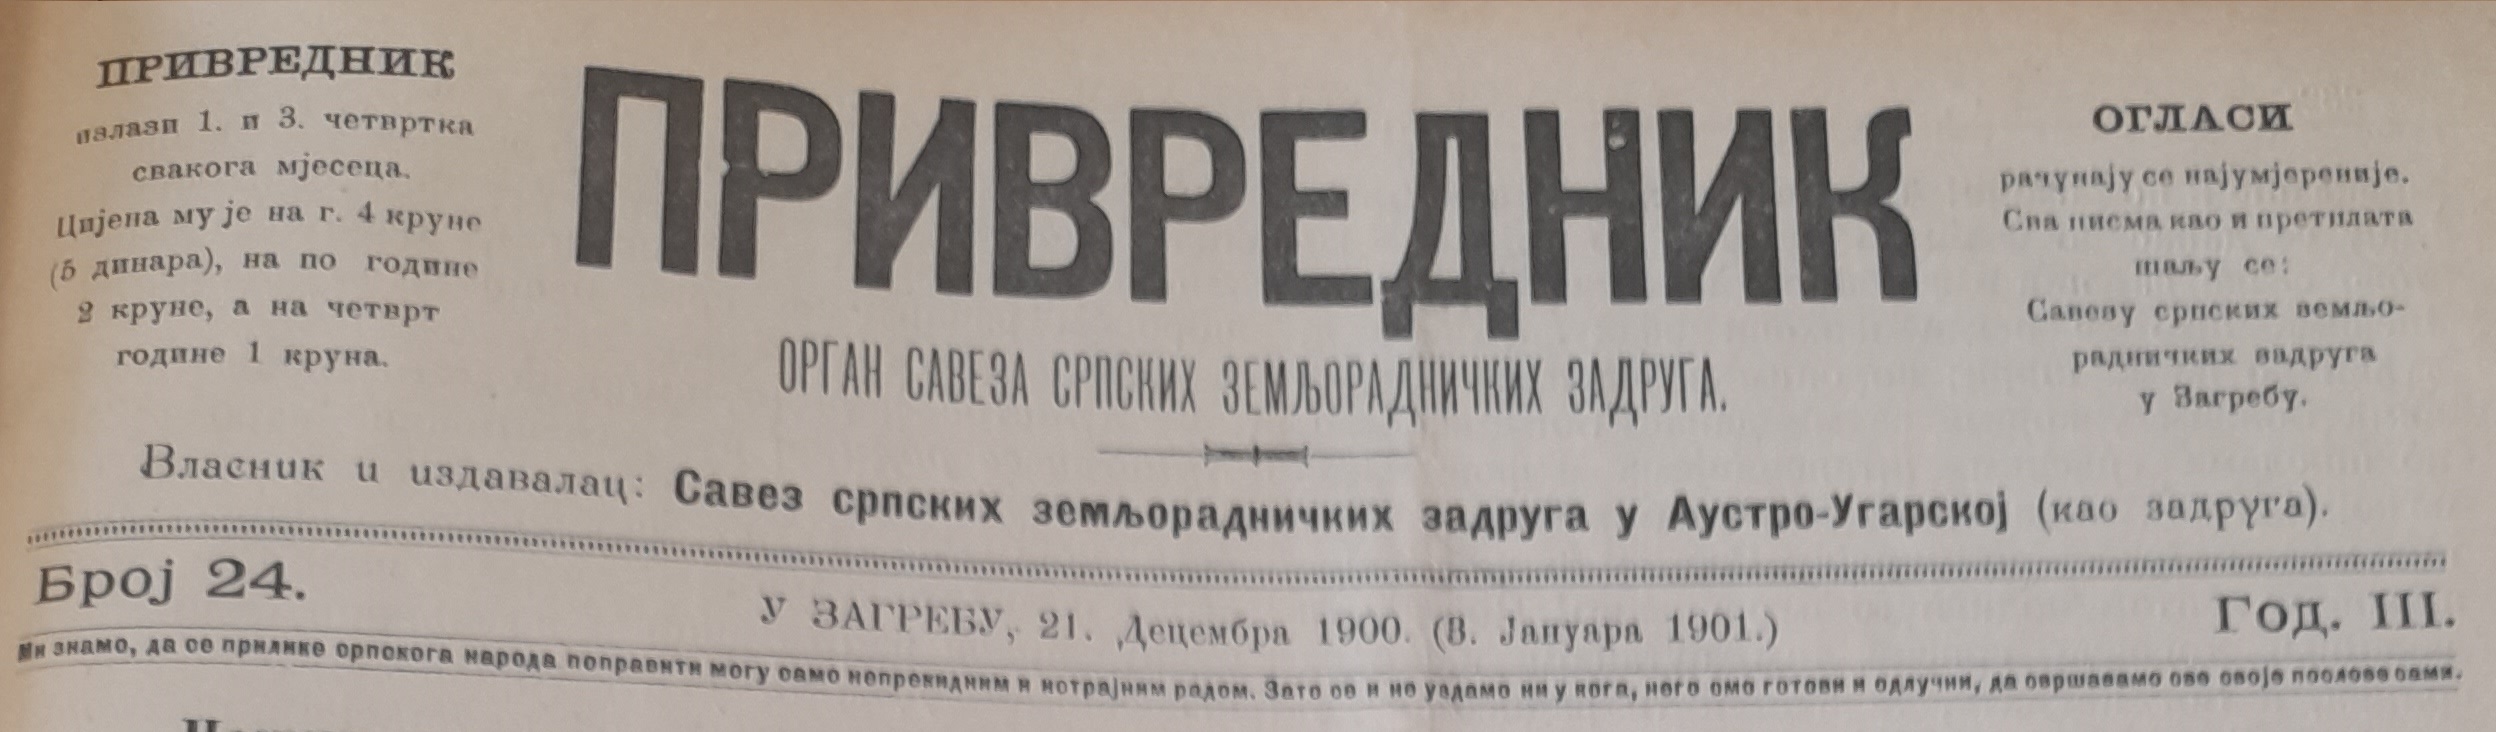 ПРИВРЕДНИК
излази 1. и 3. четвртка
свакога мјесеца.
Цијена му је на г. 4 круне
(5 динара), на по године
2 круне, а на четврт
године 1 круна.
ПРИВРЕДНИК
ОРГАН САВЕЗА СРПСКИХ ЗЕМЉОРАДНИЧКИХ ЗАДРУГА.
ОГЛАСИ
рачунају се најумјереније.
Сва писма као и претплата
шаљу се:
Савезу српских земљо-
радничких задруга
у Загребу.
Власник и издавалац: Савез српских земљорадничких задруга у Аустро-Угарској (као задруга).
Број 24.
У ЗАГРЕБУ, 21. Децембра 1900. (3. Јануара 1901.)
Год. III.
Ми знамо, да се прилике српскога народа поправити могу само непрекидним и истрајним радом. Зато се и не уздамо ни у кога, него смо готови и одлучни, да свршавамо све своје послове сами.